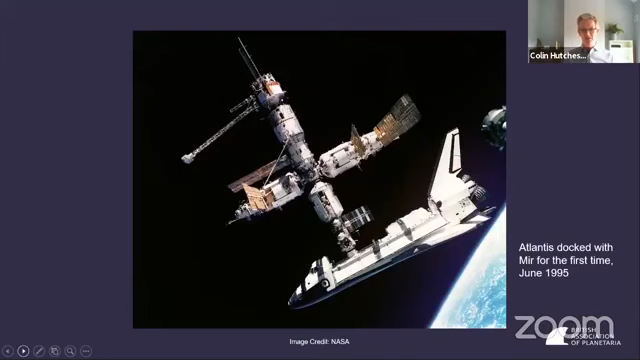 Colin Hutches...
Atlantis docked with
Mir for the first time,
June 1995
zoom
BRITISH
ASSOCIATION
OF PLANETARIA
Image Credit: NASA